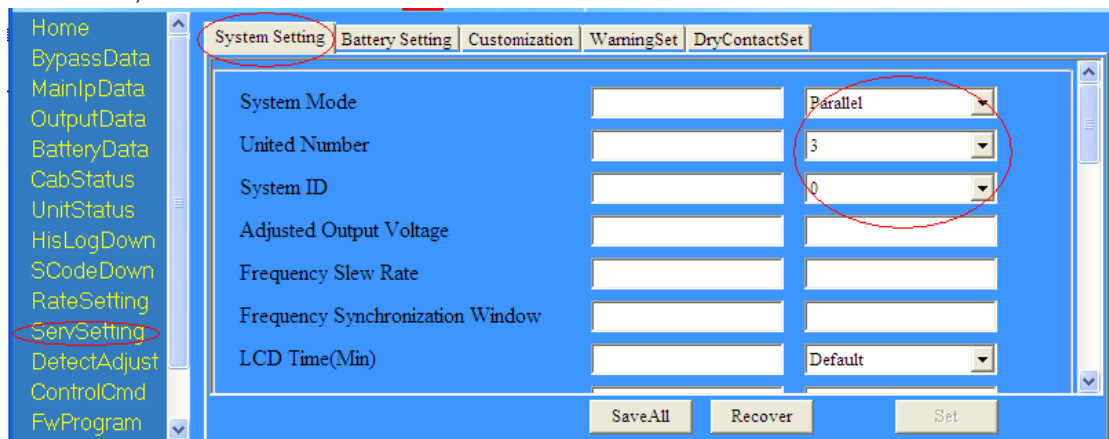 Home
BypassData
MainIpData
OutputData
BatteryData
CabStatus
UnitStatus
HisLogDown
SCodeDown
RateSetting
ServSetting
DetectAdjust
ControlCmd
FwProgram
System Setting Battery Setting Customization WarningSet DryContactSet
System Mode Parallel
United Number 3
System ID 0
Adjusted Output Voltage
Frequency Slew Rate
Frequency Synchronization Window
LCD Time(Min) Default
SaveAll Recover Set